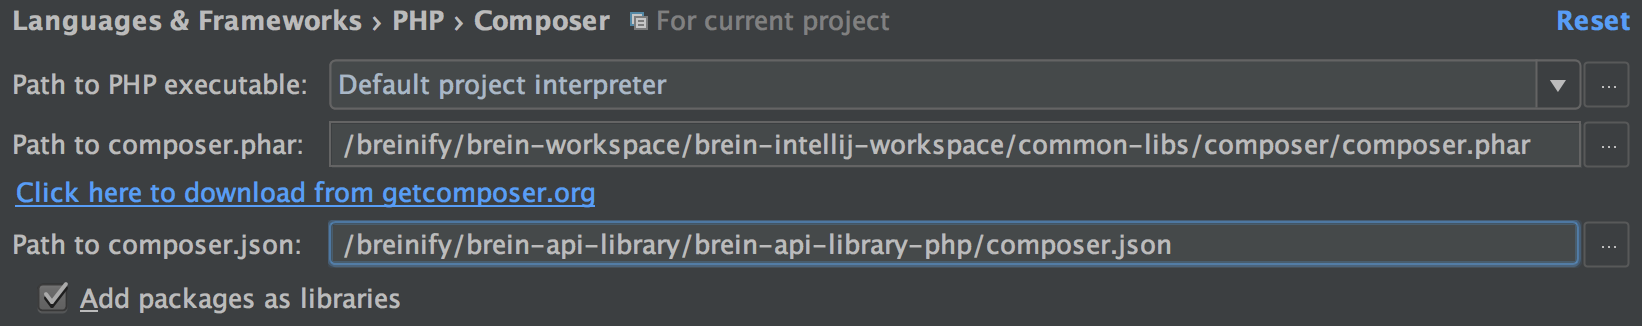 Languages & Frameworks › PHP › Composer For current project Reset
Path to PHP executable: Default project interpreter ...
Path to composer.phar: /breinify/brein-workspace/brein-intellij-workspace/common-libs/composer/composer.phar ...
Click here to download from getcomposer.org
Path to composer.json: /breinify/brein-api-library/brein-api-library-php/composer.json ...
Add packages as libraries